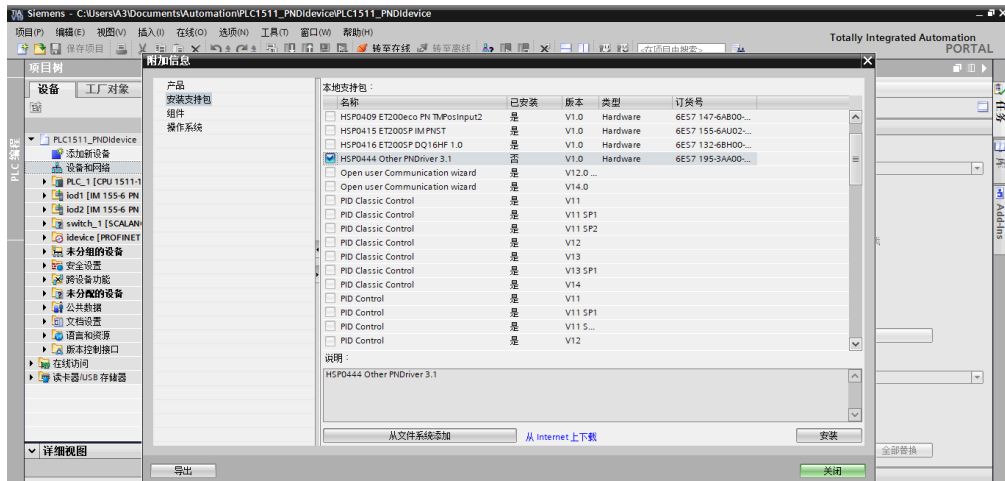 Siemens - C:\Users\A3\Documents\Automation\PLC1511_PNDIdevice\PLC1511_PNDIdevice
项目(P) 编辑(E) 视图(V) 插入(I) 在线(O) 选项(N) 工具(T) 窗口(W) 帮助(H)
Totally Integrated Automation
PORTAL
保存项目 转至在线 转至离线 <在项目中搜索>
项目树
附加信息
设备 工厂对象
PLC1511_PNDIdevice
添加新设备
设备和网络
PLC_1 [CPU 1511-1
iod1 [IM 155-6 PN
iod2 [IM 155-6 PN
switch_1 [SCALAN
idevice [PROFINET
未分组的设备
安全设置
跨设备功能
未分配的设备
公共数据
文档设置
语言和资源
版本控制接口
在线访问
读卡器/USB 存储器
详细视图
PLC 编程
产品
安装支持包
组件
操作系统
本地支持包：
名称 已安装 版本 类型 订货号
HSP0409 ET200eco PN TMPosInput2 是 V1.0 Hardware 6ES7 147-6AB00-...
HSP0415 ET200SP IM PNST 是 V1.0 Hardware 6ES7 155-6AU02-...
HSP0416 ET200SP DQ16HF 1.0 是 V1.0 Hardware 6ES7 132-6BH00-...
HSP0444 Other PNDriver 3.1 否 V1.0 Hardware 6ES7 195-3AA00-...
Open user Communication wizard 是 V12.0 ...
Open user Communication wizard 是 V14.0
PID Classic Control 是 V11
PID Classic Control 是 V11 SP1
PID Classic Control 是 V11 SP2
PID Classic Control 是 V12
PID Classic Control 是 V13
PID Classic Control 是 V13 SP1
PID Classic Control 是 V14
PID Control 是 V11
PID Control 是 V11 SP1
PID Control 是 V11 S...
PID Control 是 V12
说明：
HSP0444 Other PNDriver 3.1
从文件系统添加 从 Internet 上下载 安装
导出 关闭
全部替换
任务
库
Add-Ins